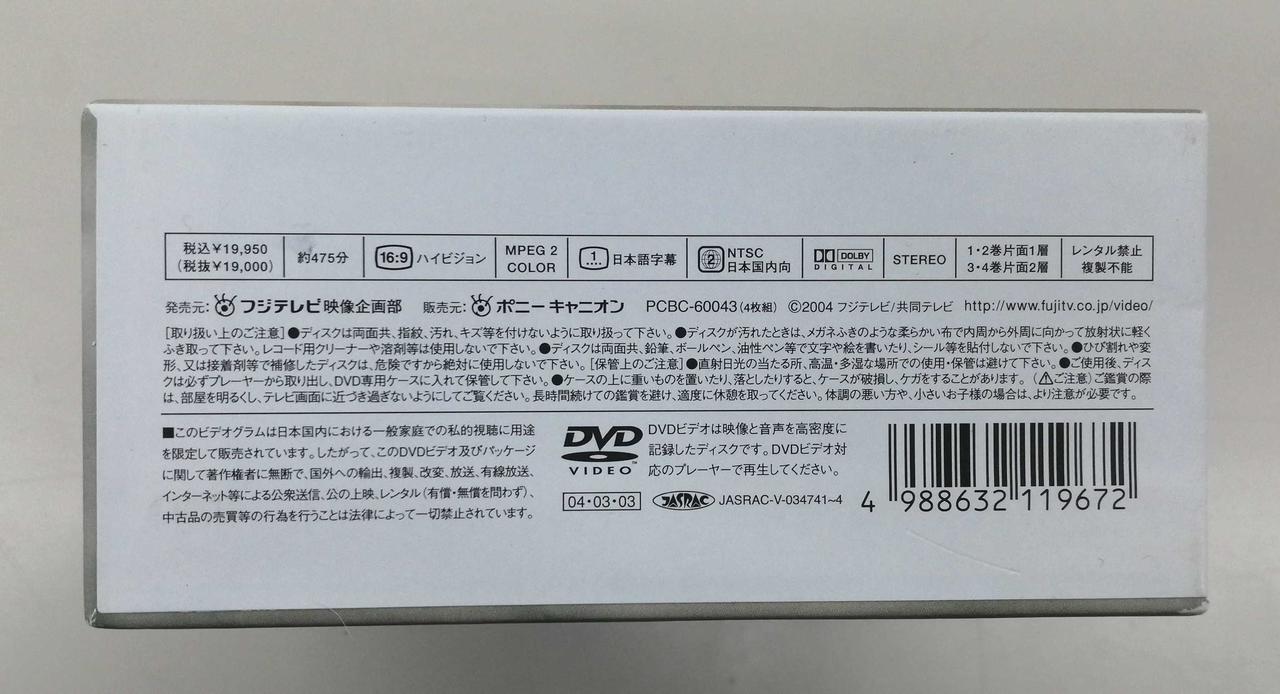 税込¥19,950
(税抜¥19,000)
約475分
16:9 ハイビジョン
MPEG 2
COLOR
1 日本語字幕
2 NTSC
日本国内向
DOLBY
DIGITAL
STEREO
1・2巻片面1層
3・4巻片面2層
レンタル禁止
複製不能
発売元: フジテレビ映像企画部 販売元: ポニーキャニオン PCBC-60043(4枚組) ©2004 フジテレビ/共同テレビ http://www.fujitv.co.jp/video/
[取り扱い上のご注意]●ディスクは両面共、指紋、汚れ、キズ等を付けないように取り扱って下さい。●ディスクが汚れたときは、メガネふきのような柔らかい布で内周から外周に向かって放射状に軽く
ふき取って下さい。レコード用クリーナーや溶剤等は使用しないで下さい。●ディスクは両面共、鉛筆、ボールペン、油性ペン等で文字や絵を書いたり、シール等を貼付しないで下さい。●ひび割れや変
形、又は接着剤等で補修したディスクは、危険ですから絶対に使用しないで下さい。[保管上のご注意]●直射日光の当たる所、高温・多湿な場所での使用・保管は避けて下さい。●ご使用後、ディス
クは必ずプレーヤーから取り出し、DVD専用ケースに入れて保管して下さい。●ケースの上に重いものを置いたり、落としたりすると、ケースが破損し、ケガをすることがあります。(⚠ご注意)ご鑑賞の際
は、部屋を明るくし、テレビ画面に近づき過ぎないようにしてご覧ください。長時間続けての鑑賞を避け、適度に休憩を取ってください。体調の悪い方や、小さいお子様の場合は、より注意が必要です。
■このビデオグラムは日本国内における一般家庭での私的視聴に用途
を限定して販売されています。したがって、このDVDビデオ及びパッケージ
に関して著作権者に無断で、国外への輸出、複製、改変、放送、有線放送、
インターネット等による公衆送信、公の上映、レンタル(有償・無償を問わず)、
中古品の売買等の行為を行うことは法律によって一切禁止されています。
DVD
VIDEO™
DVDビデオは映像と音声を高密度に
記録したディスクです。DVDビデオ対
応のプレーヤーで再生してください。
04・03・03 JASRAC JASRAC-V-034741~4
4 988632 119672